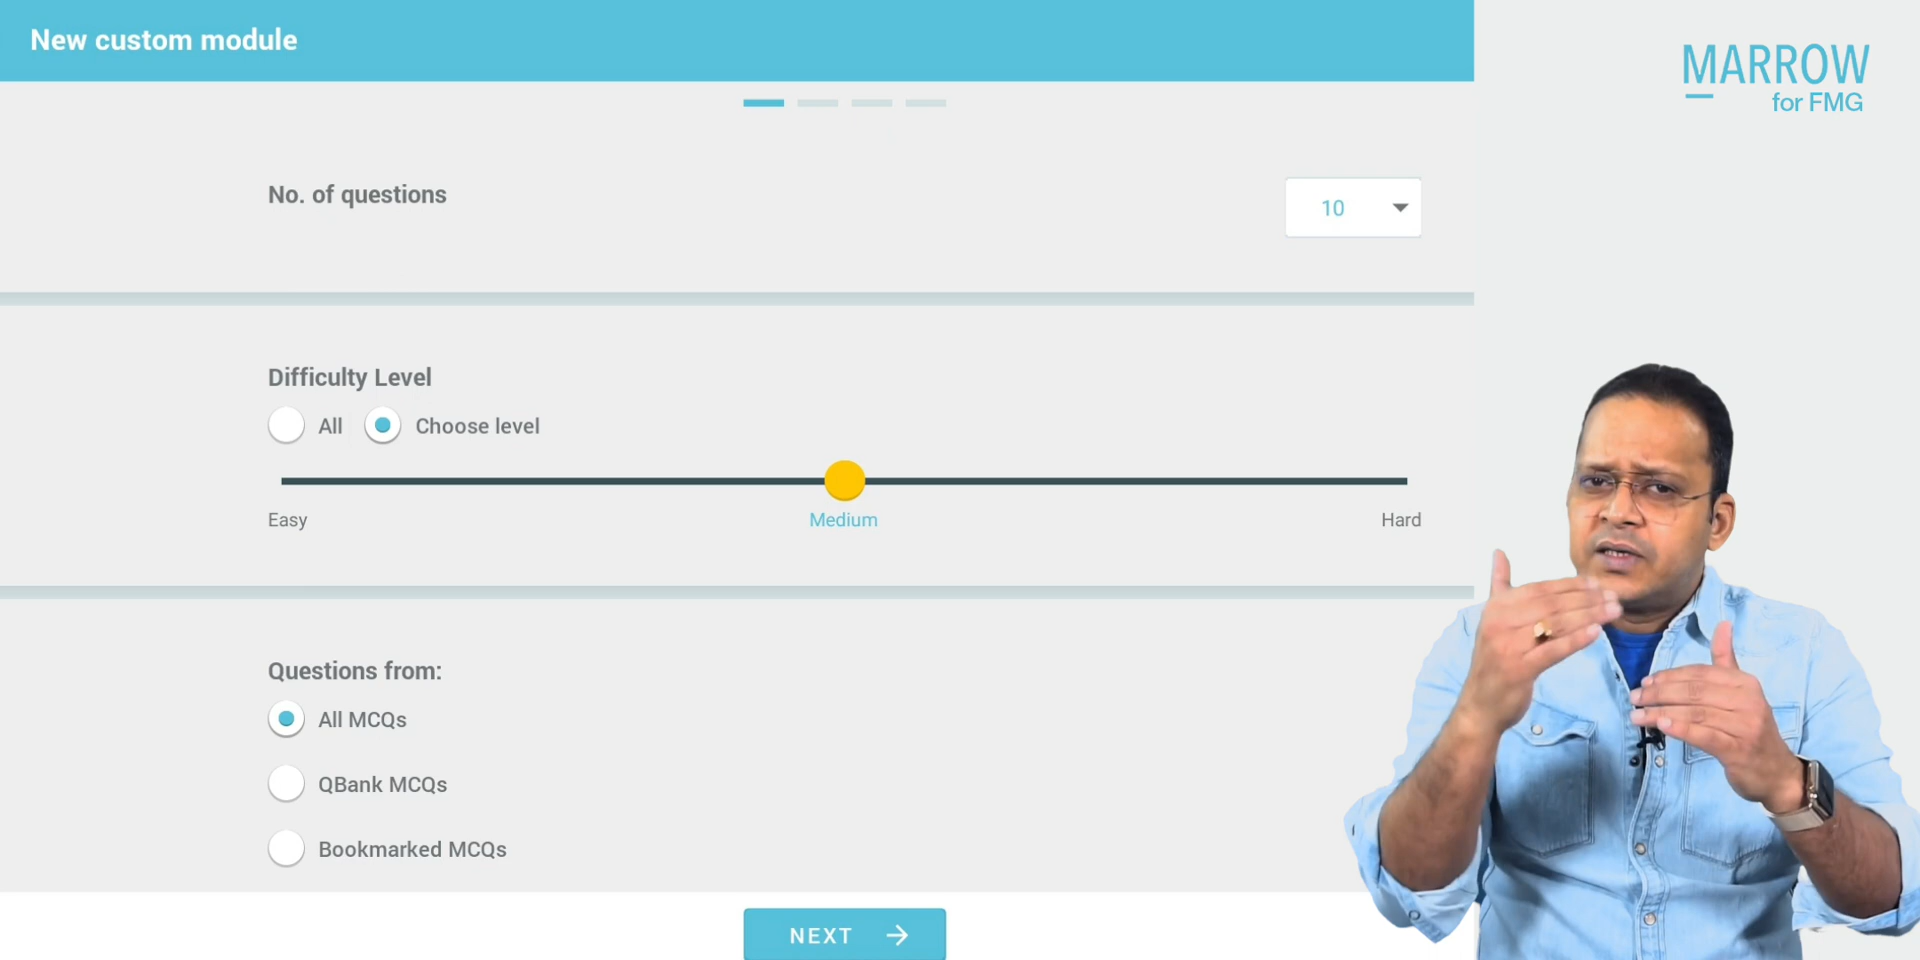 New custom module
MARROW
for FMG
No. of questions
10
Difficulty Level
All
Choose level
Easy
Medium
Hard
Questions from:
All MCQs
QBank MCQs
Bookmarked MCQs
NEXT